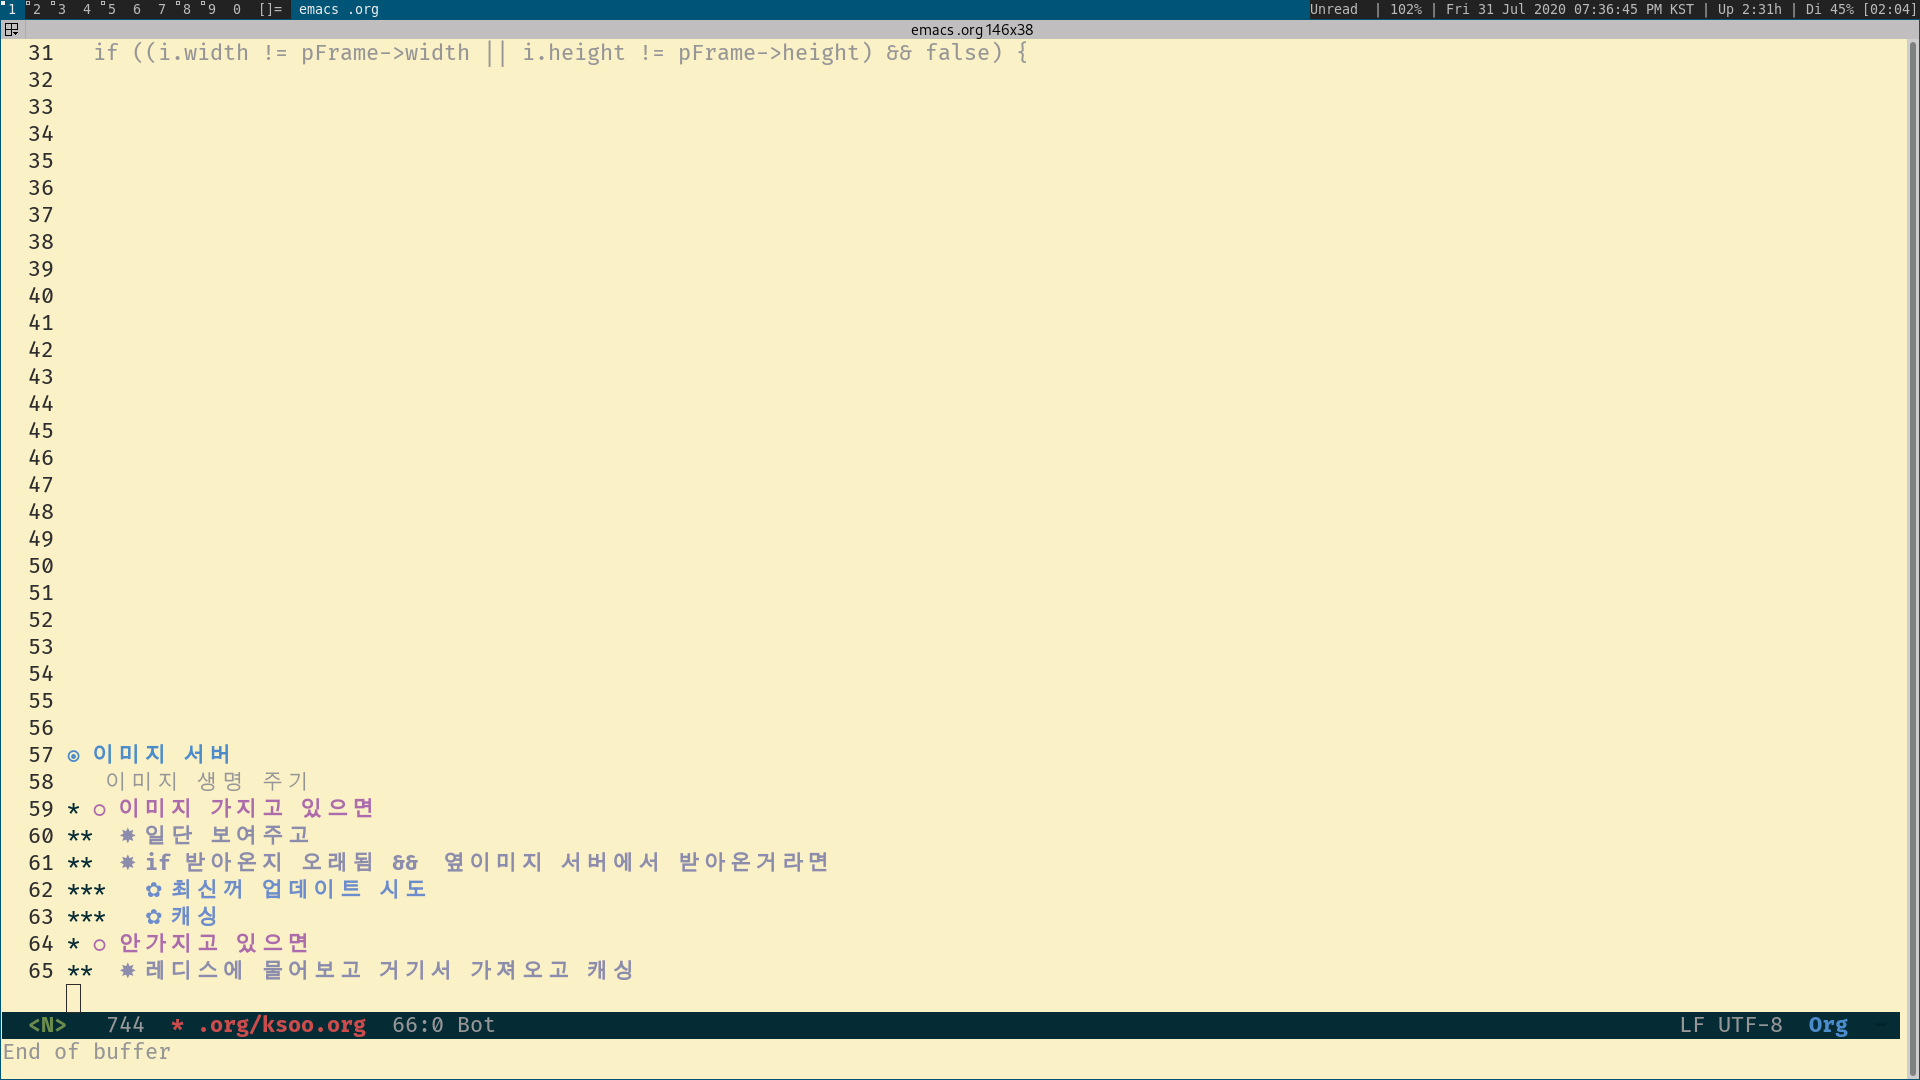 1 2 3 4 5 6 7 8 9 0 []= emacs .org Unread | 102% | Fri 31 Jul 2020 07:36:45 PM KST | Up 2:31h | Di 45% [02:04]
emacs .org 146x38
31 if ((i.width != pFrame->width || i.height != pFrame->height) && false) {
32
33
34
35
36
37
38
39
40
41
42
43
44
45
46
47
48
49
50
51
52
53
54
55
56
57 ◉ 이미지 서버
58 이미지 생명 주기
59 * ○ 이미지 가지고 있으면
60 ** ✸ 일단 보여주고
61 ** ✸ if 받아온지 오래됨 && 옆이미지 서버에서 받아온거라면
62 *** ✿ 최신꺼 업데이트 시도
63 *** ✿ 캐싱
64 * ○ 안가지고 있으면
65 ** ✸ 레디스에 물어보고 거기서 가져오고 캐싱
<N> 744 * .org/ksoo.org 66:0 Bot LF UTF-8 Org
End of buffer